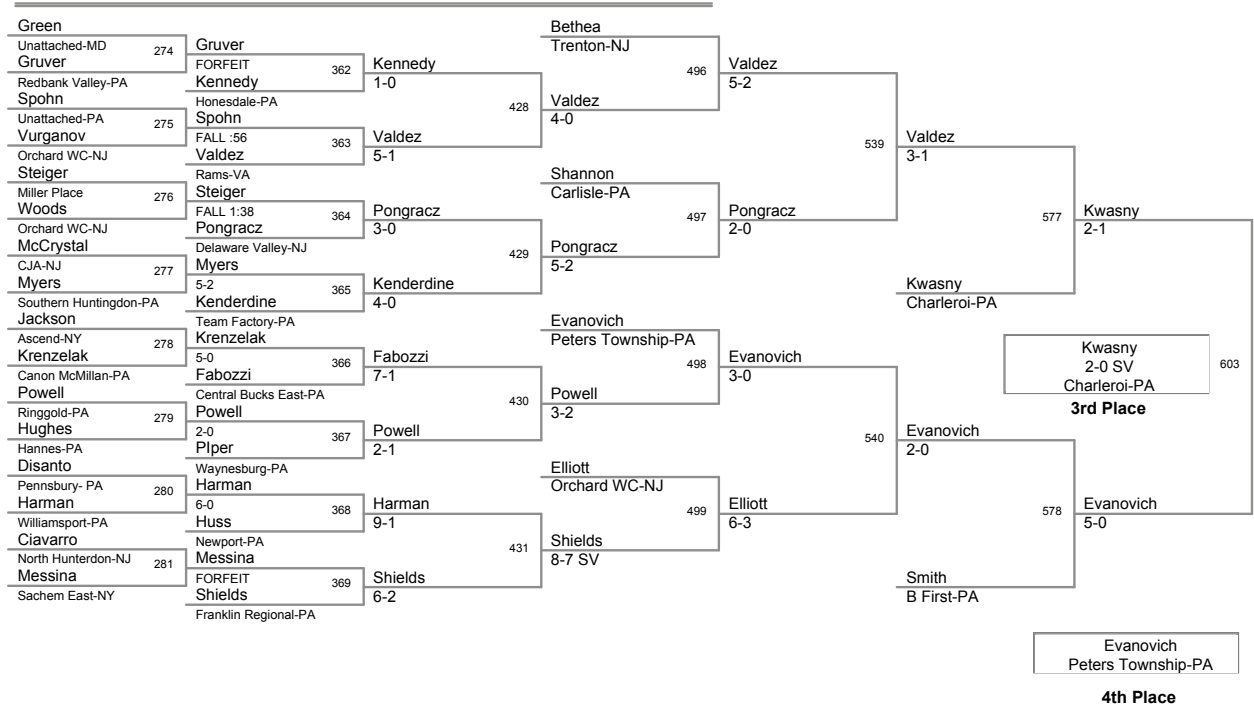 Green
Unattached-MD
274
Gruver
Redbank Valley-PA
Spohn
Unattached-PA
275
Vurganov
Orchard WC-NJ
Steiger
Miller Place
276
Woods
Orchard WC-NJ
McCrystal
CJA-NJ
277
Myers
Southern Huntingdon-PA
Jackson
Ascend-NY
278
Krenzelak
Canon McMillan-PA
Powell
Ringgold-PA
279
Hughes
Hannes-PA
Disanto
Pennsbury- PA
280
Harman
Williamsport-PA
Ciavarro
North Hunterdon-NJ
281
Messina
Sachem East-NY
Gruver
FORFEIT
362
Kennedy
Honesdale-PA
Spohn
FALL :56
363
Valdez
Rams-VA
Steiger
FALL 1:38
364
Pongracz
Delaware Valley-NJ
Myers
5-2
365
Kenderdine
Team Factory-PA
Krenzelak
5-0
366
Fabozzi
Central Bucks East-PA
Powell
2-0
367
PIper
Waynesburg-PA
Harman
6-0
368
Huss
Newport-PA
Messina
FORFEIT
369
Shields
Franklin Regional-PA
Kennedy
1-0
428
Valdez
5-1
Pongracz
3-0
429
Kenderdine
4-0
Fabozzi
7-1
430
Powell
2-1
Harman
9-1
431
Shields
6-2
Bethea
Trenton-NJ
496
Valdez
4-0
Shannon
Carlisle-PA
497
Pongracz
5-2
Evanovich
Peters Township-PA
498
Powell
3-2
Elliott
Orchard WC-NJ
499
Shields
8-7 SV
Valdez
5-2
539
Pongracz
2-0
Evanovich
3-0
540
Elliott
6-3
Valdez
3-1
577
Kwasny
Charleroi-PA
Evanovich
2-0
578
Smith
B First-PA
Kwasny
2-1
603
Evanovich
5-0
Kwasny
2-0 SV
Charleroi-PA
3rd Place
Evanovich
Peters Township-PA
4th Place